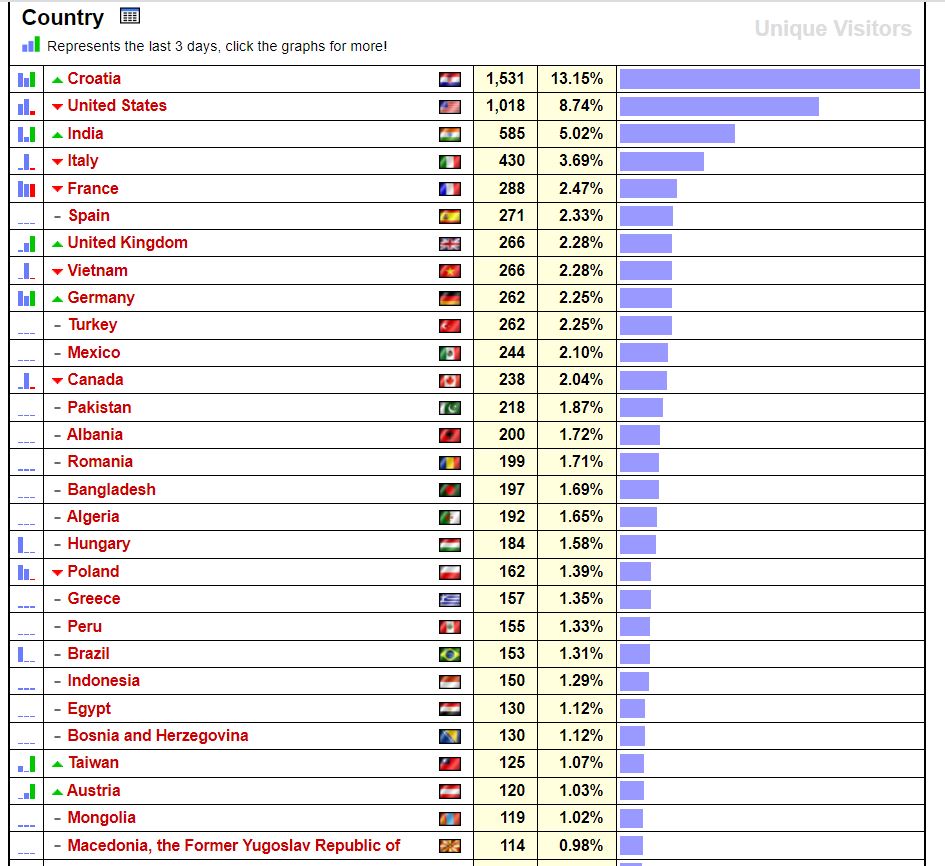 Country
Unique Visitors
Represents the last 3 days, click the graphs for more!
Croatia 1,531 13.15%
United States 1,018 8.74%
India 585 5.02%
Italy 430 3.69%
France 288 2.47%
– Spain 271 2.33%
United Kingdom 266 2.28%
Vietnam 266 2.28%
Germany 262 2.25%
– Turkey 262 2.25%
– Mexico 244 2.10%
Canada 238 2.04%
– Pakistan 218 1.87%
– Albania 200 1.72%
– Romania 199 1.71%
– Bangladesh 197 1.69%
– Algeria 192 1.65%
– Hungary 184 1.58%
Poland 162 1.39%
– Greece 157 1.35%
– Peru 155 1.33%
– Brazil 153 1.31%
– Indonesia 150 1.29%
– Egypt 130 1.12%
– Bosnia and Herzegovina 130 1.12%
Taiwan 125 1.07%
Austria 120 1.03%
– Mongolia 119 1.02%
– Macedonia, the Former Yugoslav Republic of 114 0.98%